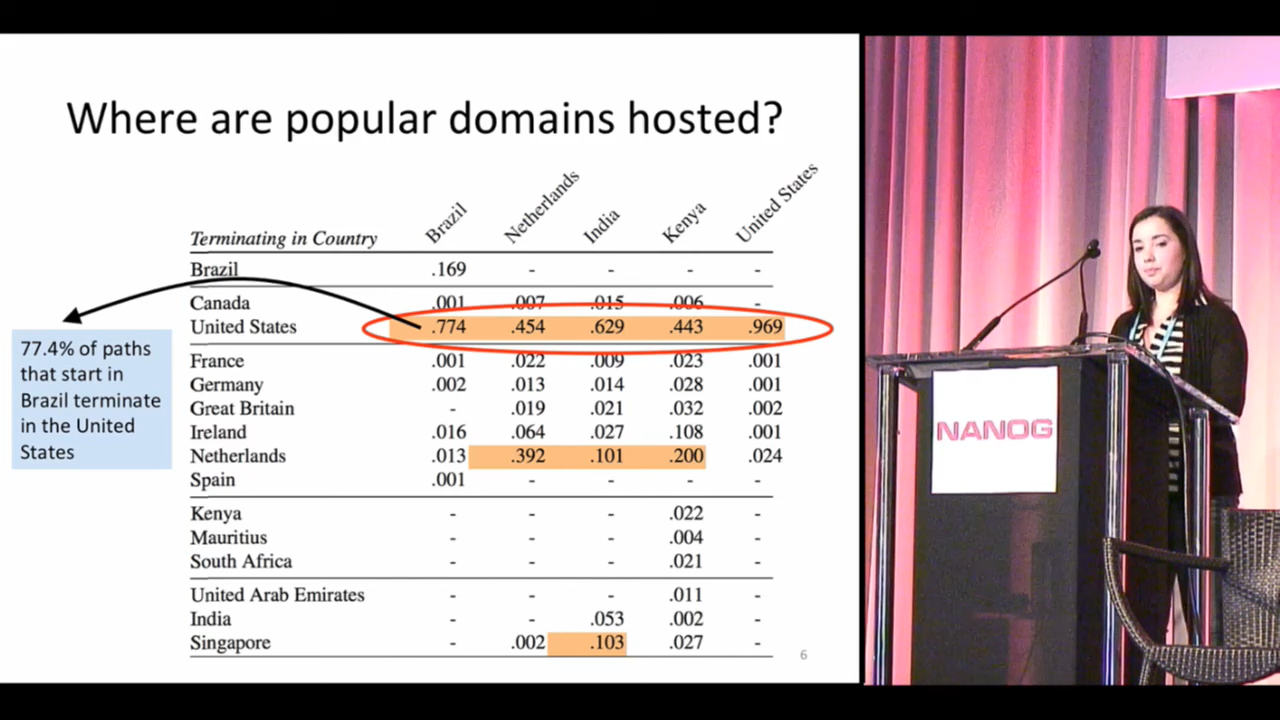 Where are popular domains hosted?
Terminating in Country Brazil Netherlands India Kenya United States
Brazil .169 - - - -
Canada .001 .007 .015 .006 -
United States .774 .454 .629 .443 .969
France .001 .022 .009 .023 .001
Germany .002 .013 .014 .028 .001
Great Britain - .019 .021 .032 .002
Ireland .016 .064 .027 .108 .001
Netherlands .013 .392 .101 .200 .024
Spain .001 - - - -
Kenya - - - .022 -
Mauritius - - - .004 -
South Africa - - - .021 -
United Arab Emirates - - - .011 -
India - - .053 .002 -
Singapore - .002 .103 .027 -
77.4% of paths
that start in
Brazil terminate
in the United
States
6
NANOG